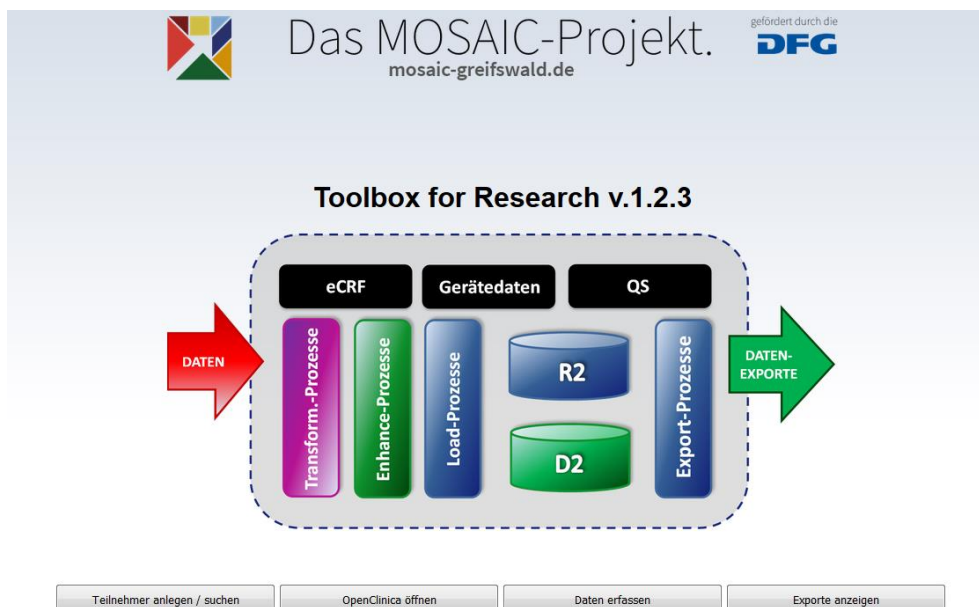 Das MOSAIC-Projekt.
mosaic-greifswald.de
gefördert durch die
DFG
Toolbox for Research v.1.2.3
eCRF
Gerätedaten
QS
DATEN
Transform.-Prozesse
Enhance-Prozesse
Load-Prozesse
R2
D2
Export-Prozesse
DATEN-
EXPORTE
Teilnehmer anlegen / suchen
OpenClinica öffnen
Daten erfassen
Exporte anzeigen